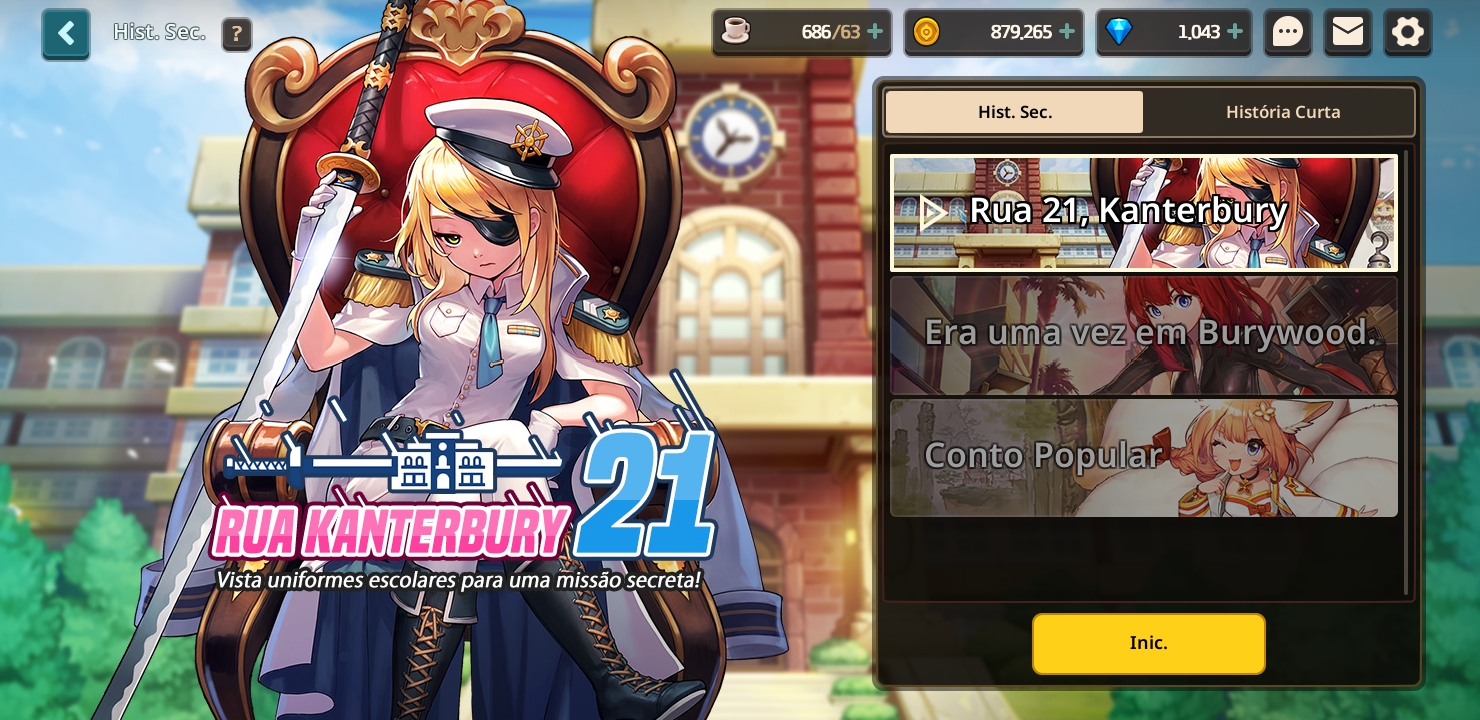 Hist. Sec.
?
686/63
879,265
1,043
Hist. Sec.
História Curta
Rua 21, Kanterbury
Era uma vez em Burywood.
Conto Popular
RUA KANTERBURY 21
Vista uniformes escolares para uma missão secreta!
Inic.